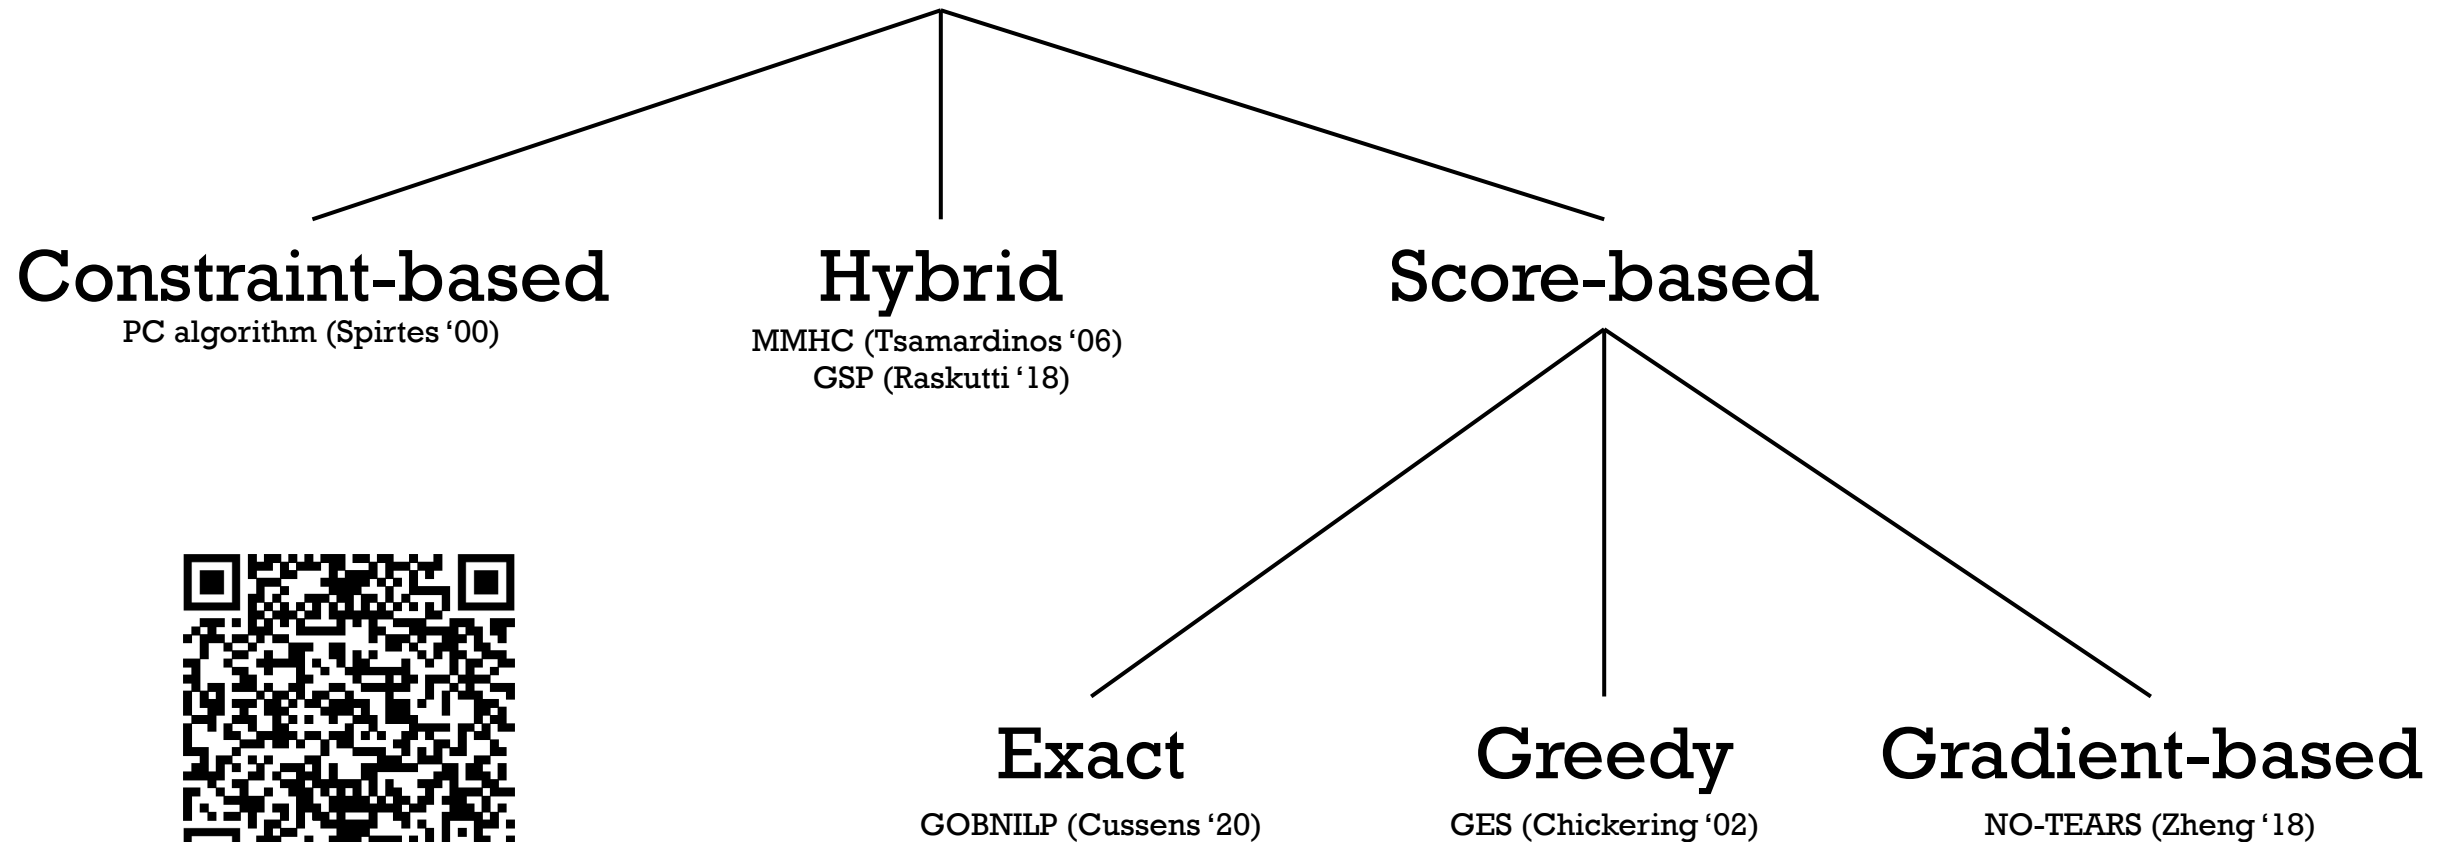 Constraint-based
PC algorithm (Spirtes ‘00)
Hybrid
MMHC (Tsamardinos ‘06)
GSP (Raskutti ‘18)
Score-based
Exact
GOBNILP (Cussens ‘20)
Greedy
GES (Chickering ‘02)
Gradient-based
NO-TEARS (Zheng ‘18)